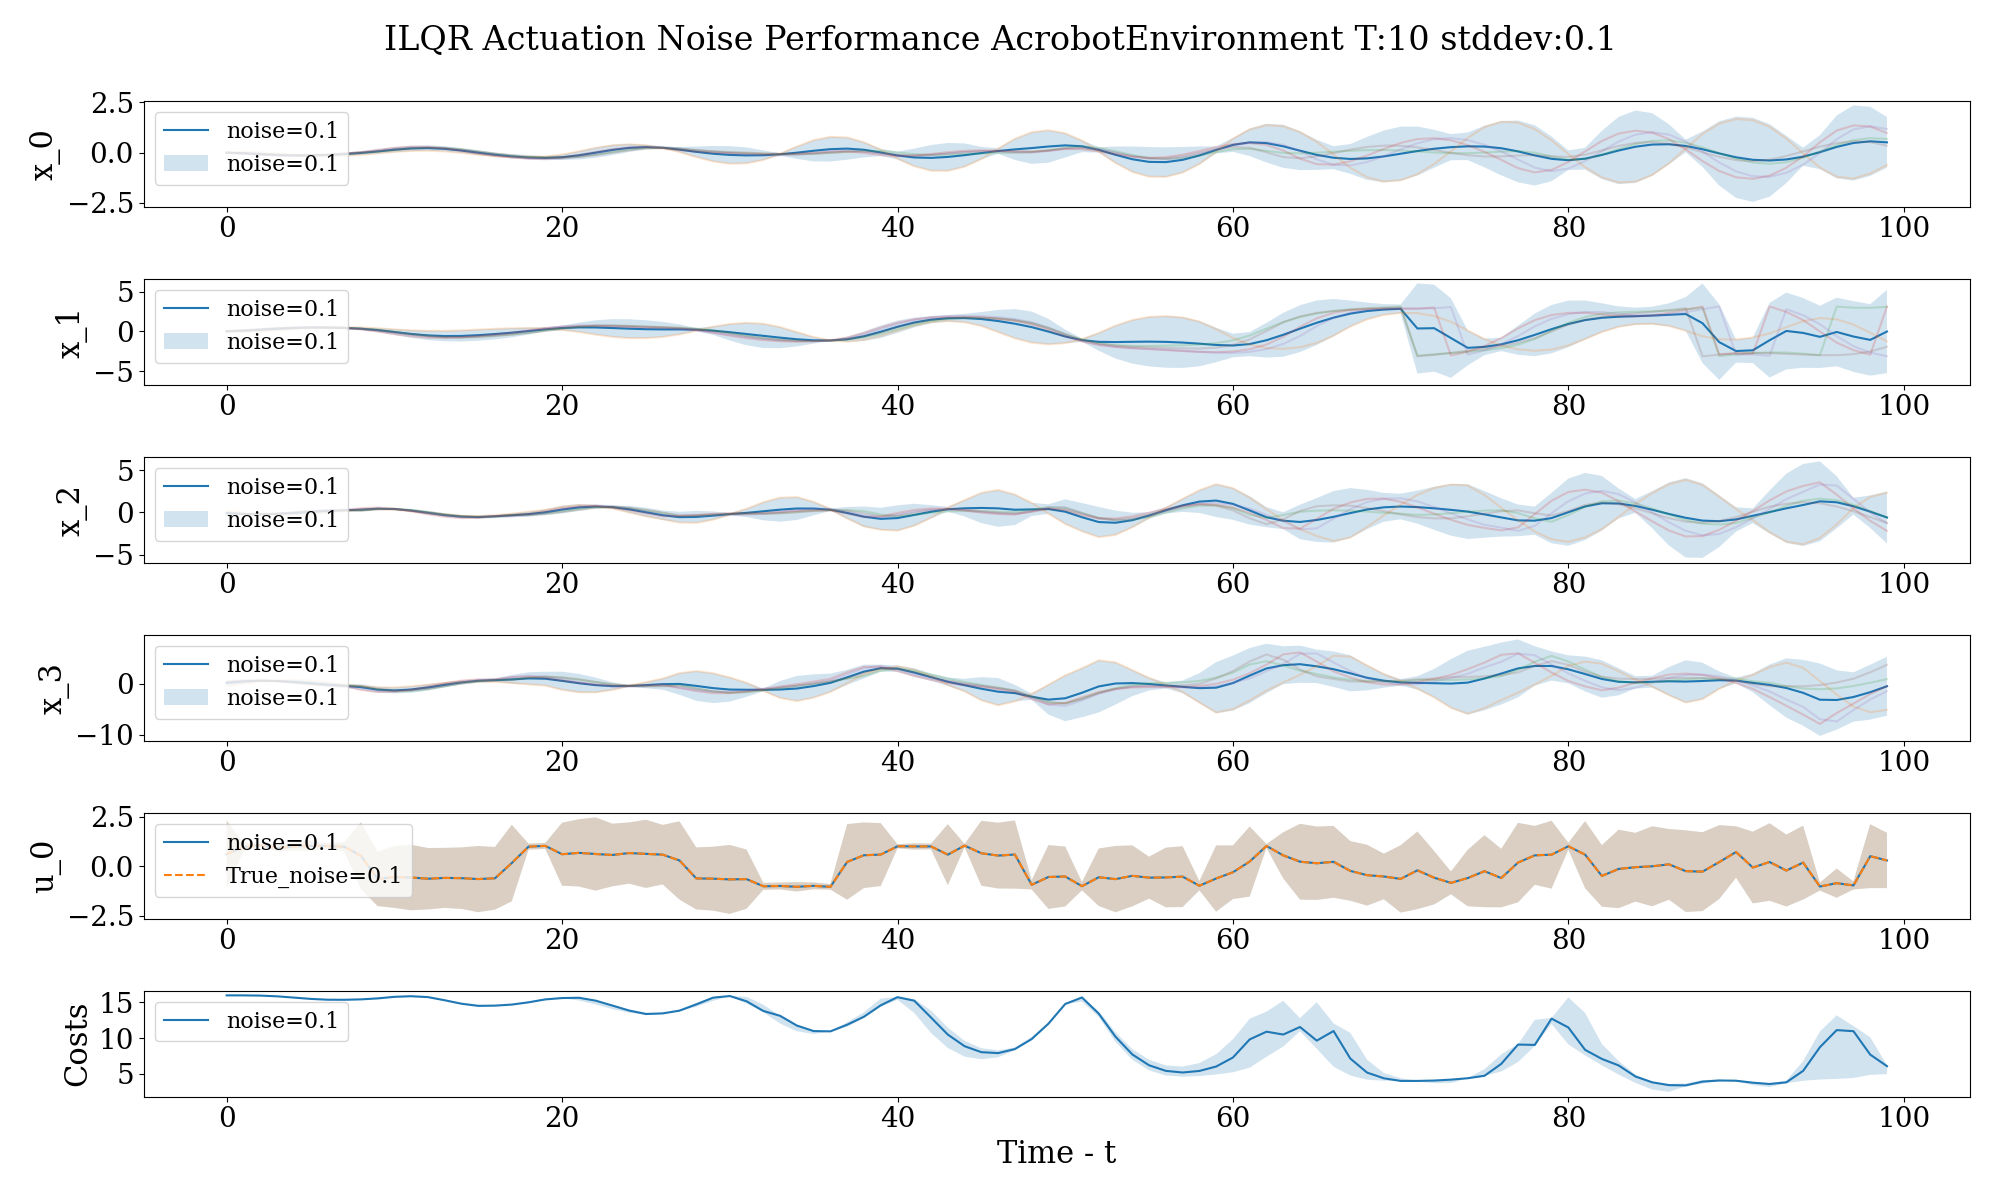 ILQR Actuation Noise Performance AcrobotEnvironment T:10 stddev:0.1
x_0
2.5
0.0
−2.5
noise=0.1
noise=0.1
0 20 40 60 80 100
x_1
5
0
−5
noise=0.1
noise=0.1
0 20 40 60 80 100
x_2
5
0
−5
noise=0.1
noise=0.1
0 20 40 60 80 100
x_3
0
−10
noise=0.1
noise=0.1
0 20 40 60 80 100
u_0
2.5
0.0
−2.5
noise=0.1
True_noise=0.1
0 20 40 60 80 100
Costs
15
10
5
noise=0.1
0 20 40 60 80 100
Time - t